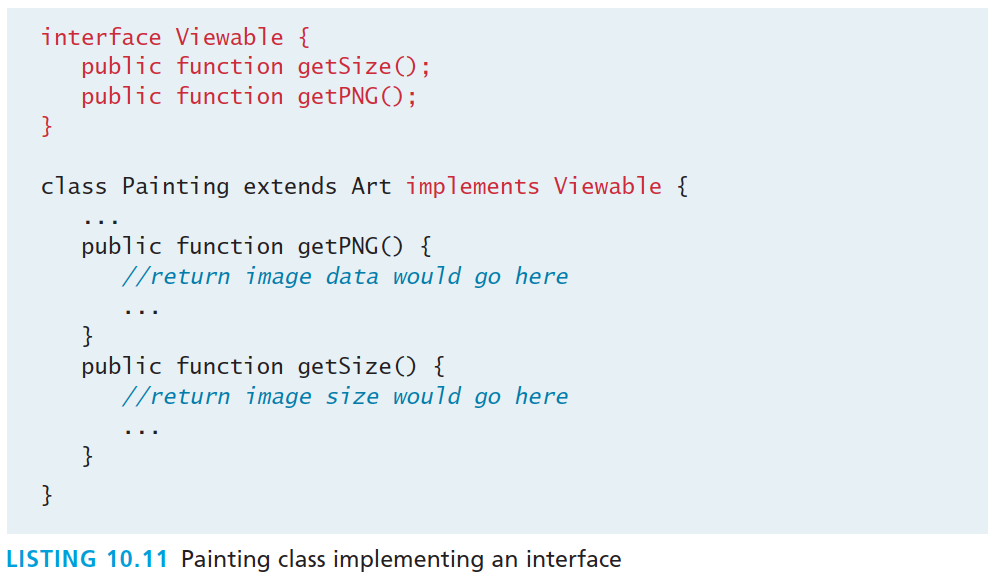 interface Viewable {
public function getSize();
public function getPNG();
}
class Painting extends Art implements Viewable {
...
public function getPNG() {
//return image data would go here
...
}
public function getSize() {
//return image size would go here
...
}
}
LISTING 10.11 Painting class implementing an interface